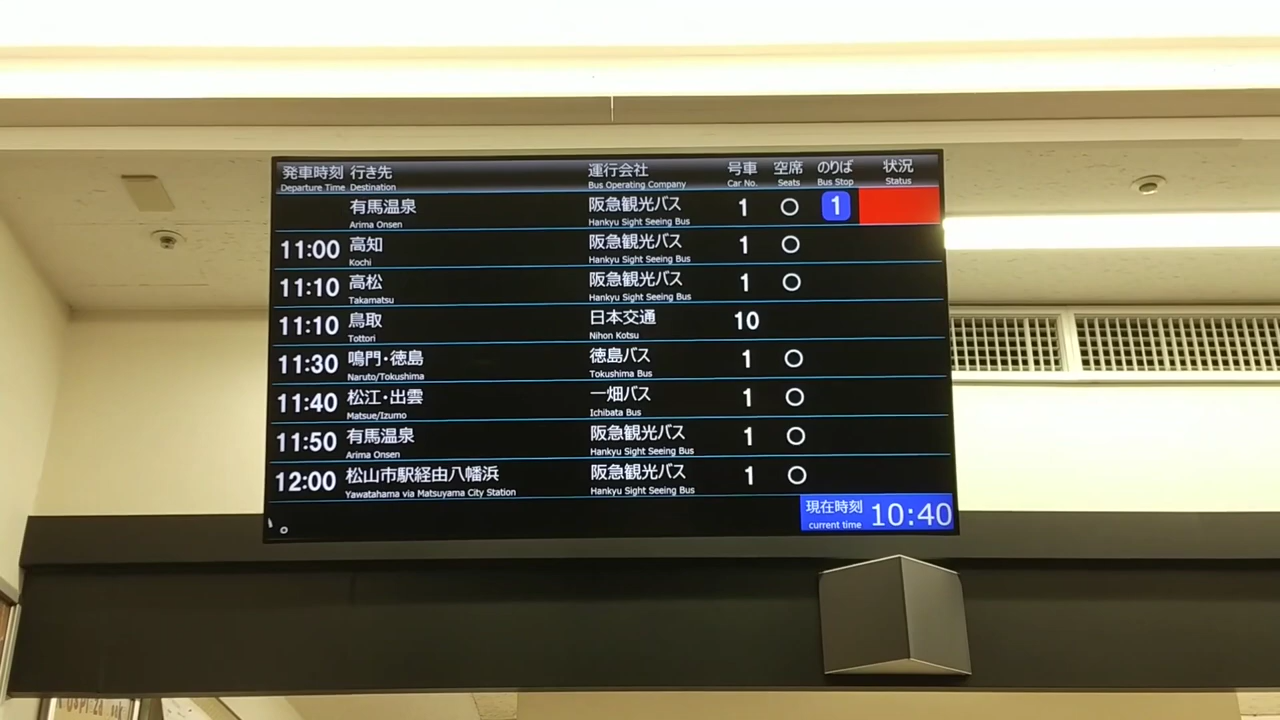 発車時刻 行き先 運行会社 号車 空席 のりば 状況
Departure Time Destination Bus Operating Company Car No. Seats Bus Stop Status
有馬温泉 阪急観光バス 1 ○ 1
Arima Onsen Hankyu Sight Seeing Bus
11:00 高知 阪急観光バス 1 ○
Kochi Hankyu Sight Seeing Bus
11:10 高松 阪急観光バス 1 ○
Takamatsu Hankyu Sight Seeing Bus
11:10 鳥取 日本交通 10
Tottori Nihon Kotsu
11:30 鳴門・徳島 徳島バス 1 ○
Naruto/Tokushima Tokushima Bus
11:40 松江・出雲 一畑バス 1 ○
Matsue/Izumo Ichibata Bus
11:50 有馬温泉 阪急観光バス 1 ○
Arima Onsen Hankyu Sight Seeing Bus
12:00 松山市駅経由八幡浜 阪急観光バス 1 ○
Yawatahama via Matsuyama City Station Hankyu Sight Seeing Bus
現在時刻 10:40
current time